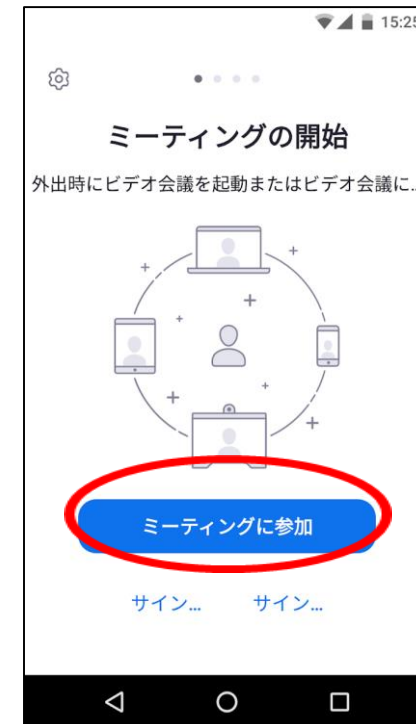 15:25
ミーティングの開始
外出時にビデオ会議を起動またはビデオ会議に...
ミーティングに参加
サイン... サイン...